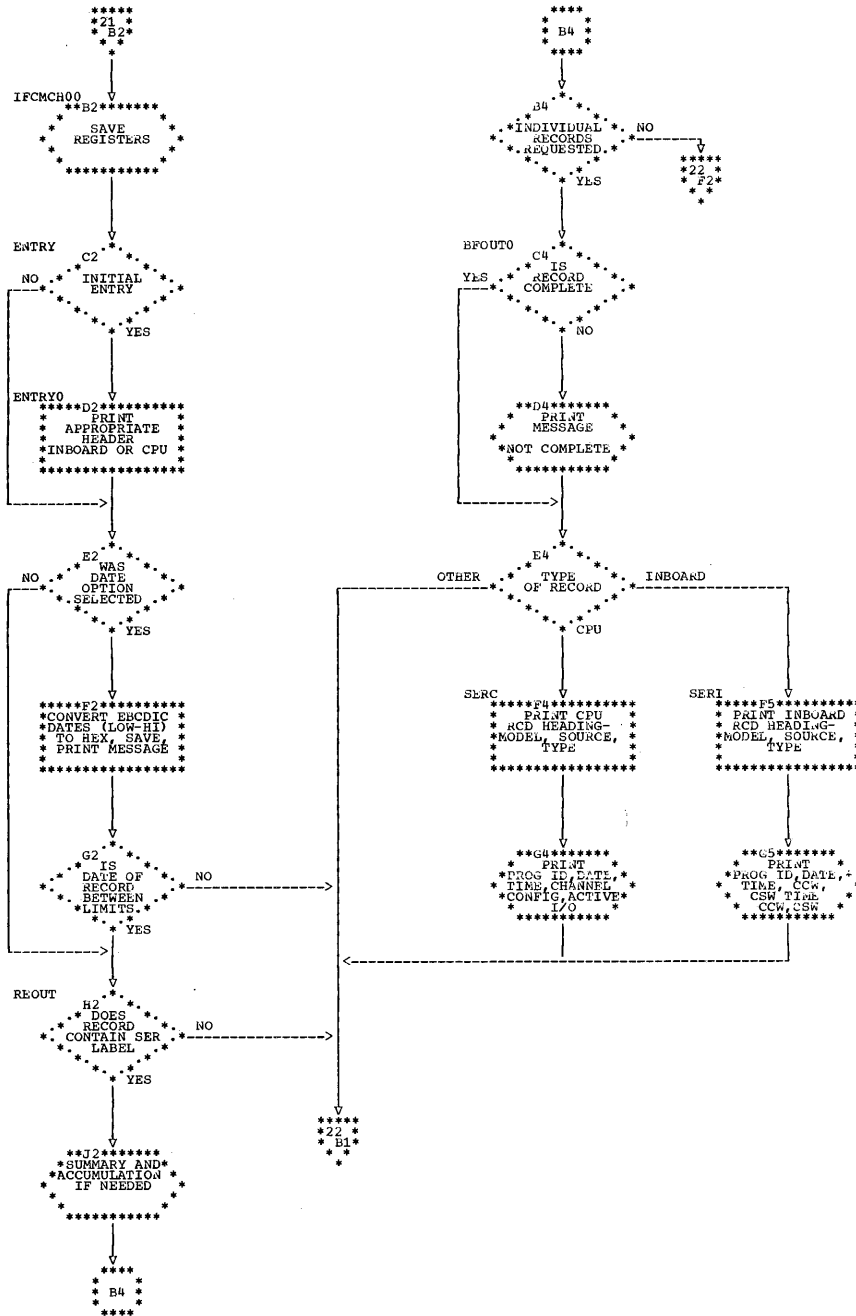 21
B2
IFCMCH00
B2
SAVE
REGISTERS
ENTRY
C2
INITIAL
ENTRY
NO
YES
ENTRY0
D2
PRINT
APPROPRIATE
HEADER
INBOARD OR CPU
E2
WAS
DATE
OPTION
SELECTED
NO
YES
F2
CONVERT EBCDIC
DATES (LOW-HI)
TO HEX, SAVE,
PRINT MESSAGE
G2
IS
DATE OF
RECORD
BETWEEN
LIMITS.
NO
YES
REOUT
H2
DOES
RECORD
CONTAIN SER
LABEL
NO
YES
J2
SUMMARY AND
ACCUMULATION
IF NEEDED
B4
B4
B4
INDIVIDUAL
RECORDS
REQUESTED.
NO
22
F2
YES
BFOUT0
C4
IS
RECORD
COMPLETE
YES
NO
D4
PRINT
MESSAGE
NOT COMPLETE
E4
TYPE
OF RECORD
OTHER
INBOARD
CPU
SERC
F4
PRINT CPU
RCD HEADING-
MODEL, SOURCE,
TYPE
SERI
F5
PRINT INBOARD
RCD HEADING-
MODEL, SOURCE,
TYPE
G4
PRINT
PROG ID,DATE,
TIME,CHANNEL
CONFIG,ACTIVE
I/O
G5
PRINT
PROG ID,DATE,
TIME, CCW,
CSW TIME
CCW,CSW
22
B1